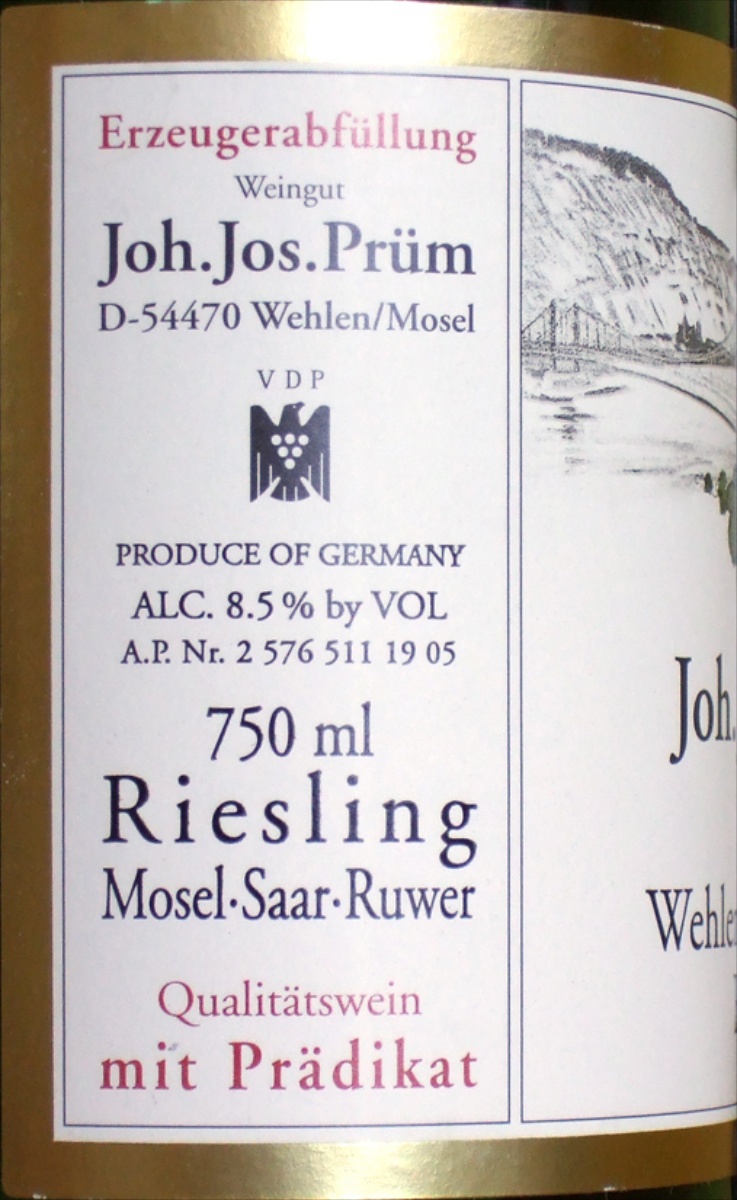 Erzeugerabfüllung
Weingut
Joh.Jos.Prüm
D-54470 Wehlen/Mosel
VDP
PRODUCE OF GERMANY
ALC. 8.5% by VOL
A.P. Nr. 2 576 511 19 05
750 ml
Riesling
Mosel·Saar·Ruwer
Qualitätswein
mit Prädikat
Joh.